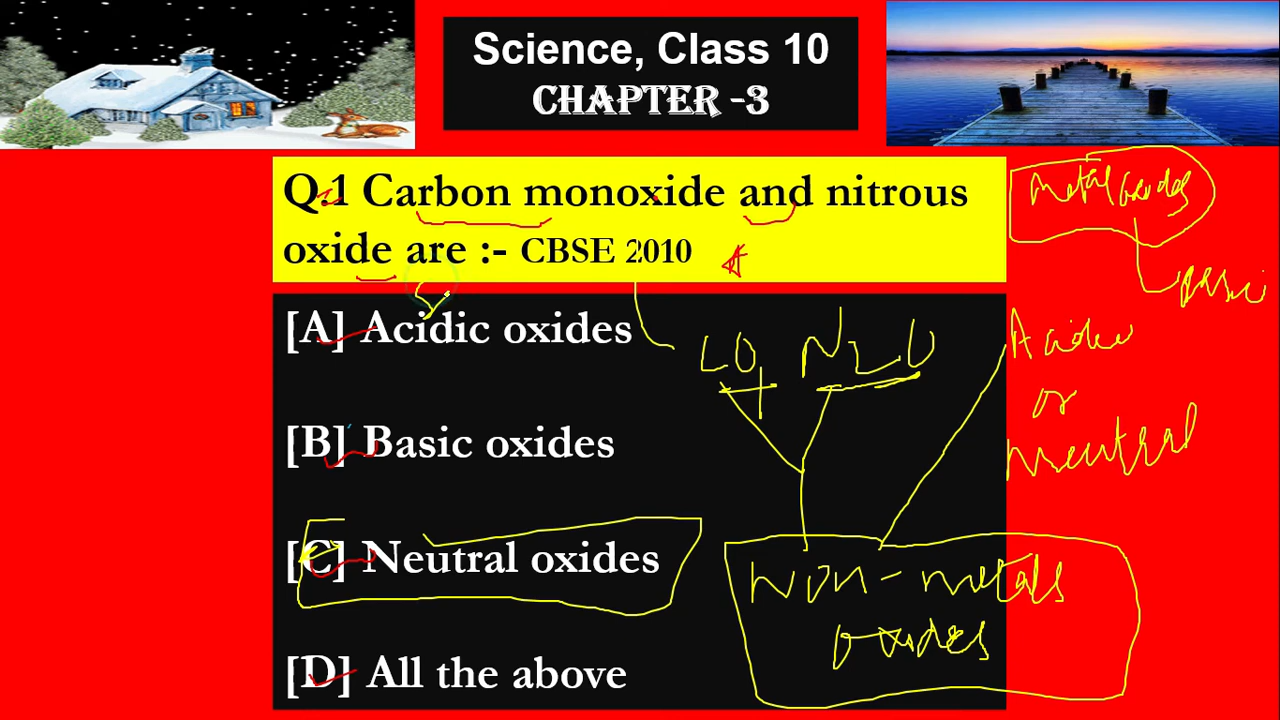 Science, Class 10
CHAPTER -3
Q.1 Carbon monoxide and nitrous
oxide are :- CBSE 2010
[A] Acidic oxides
[B] Basic oxides
[C] Neutral oxides
[D] All the above
metal oxides
Basic
CO, N2O
Acidic
or
Neutral
Non-metals
oxides